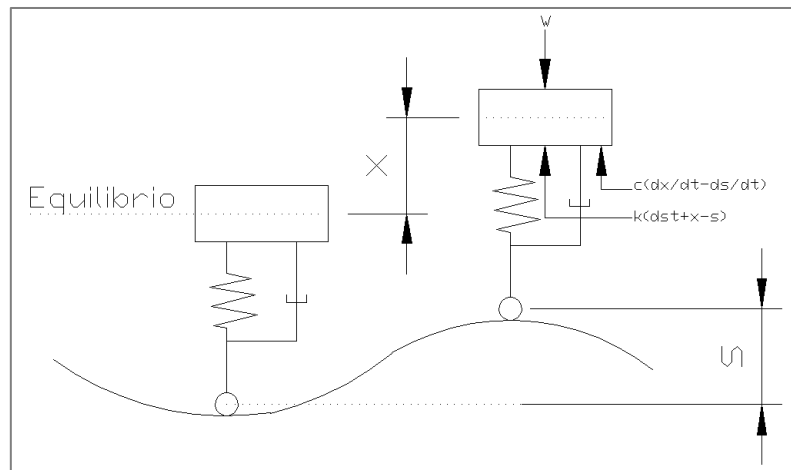 w
X
Equilibrio
c(dx/dt-ds/dt)
k(dst+x-s)
S